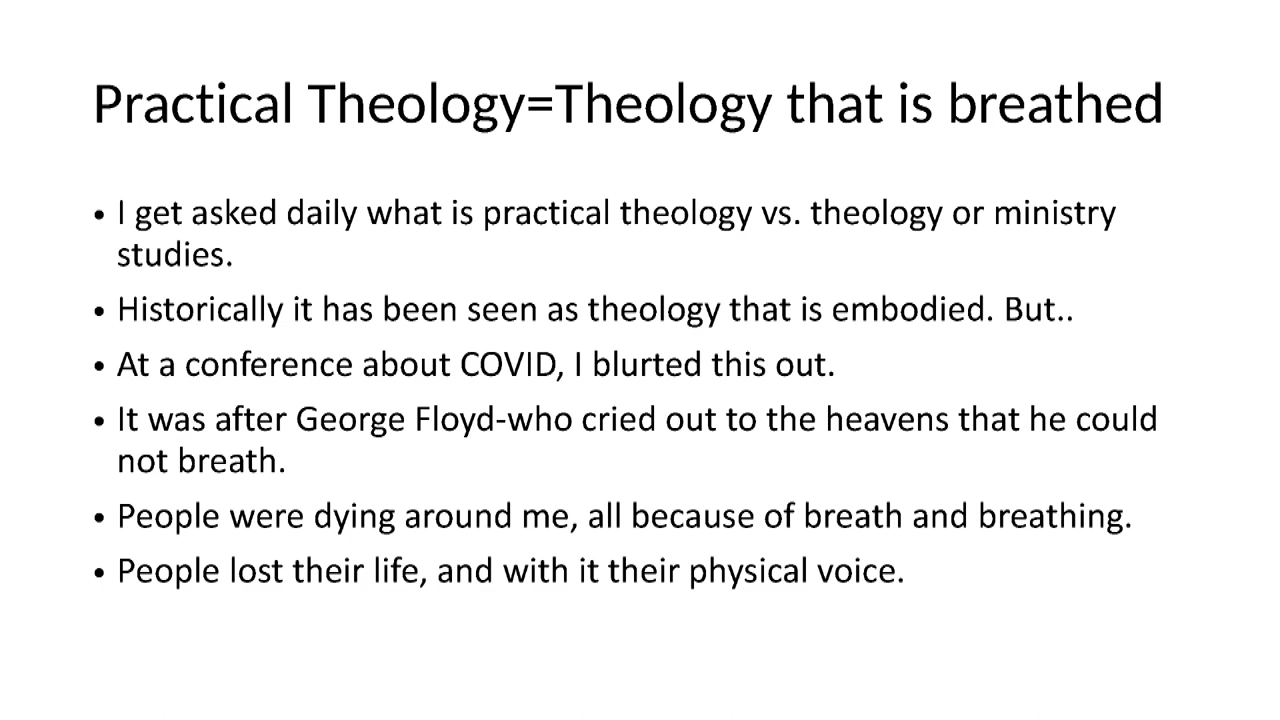 Practical Theology=Theology that is breathed
• I get asked daily what is practical theology vs. theology or ministry
studies.
• Historically it has been seen as theology that is embodied. But..
• At a conference about COVID, I blurted this out.
• It was after George Floyd-who cried out to the heavens that he could
not breath.
• People were dying around me, all because of breath and breathing.
• People lost their life, and with it their physical voice.